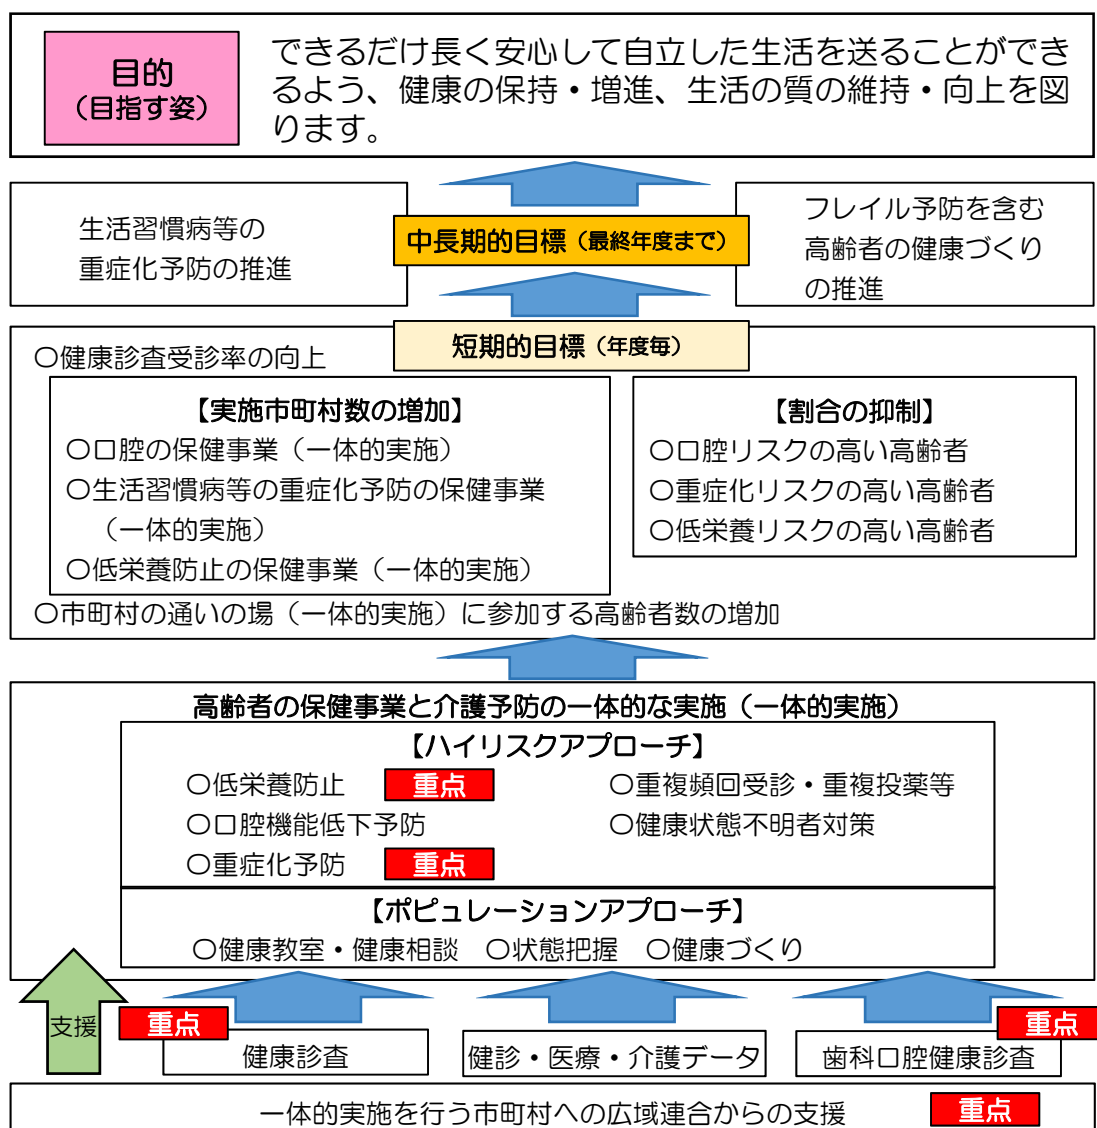 目的
（目指す姿）
できるだけ長く安心して自立した生活を送ることができ
るよう、健康の保持・増進、生活の質の維持・向上を図
ります。
生活習慣病等の
重症化予防の推進
中長期的目標（最終年度まで）
フレイル予防を含む
高齢者の健康づくり
の推進
短期的目標（年度毎）
〇健康診査受診率の向上
【実施市町村数の増加】
〇口腔の保健事業（一体的実施）
〇生活習慣病等の重症化予防の保健事業
（一体的実施）
〇低栄養防止の保健事業（一体的実施）
【割合の抑制】
〇口腔リスクの高い高齢者
〇重症化リスクの高い高齢者
〇低栄養リスクの高い高齢者
〇市町村の通いの場（一体的実施）に参加する高齢者数の増加
高齢者の保健事業と介護予防の一体的な実施（一体的実施）
【ハイリスクアプローチ】
〇低栄養防止 重点 〇重複頻回受診・重複投薬等
〇口腔機能低下予防 〇健康状態不明者対策
〇重症化予防 重点
【ポピュレーションアプローチ】
〇健康教室・健康相談 〇状態把握 〇健康づくり
支援
重点
健康診査
健診・医療・介護データ
重点
歯科口腔健康診査
一体的実施を行う市町村への広域連合からの支援 重点